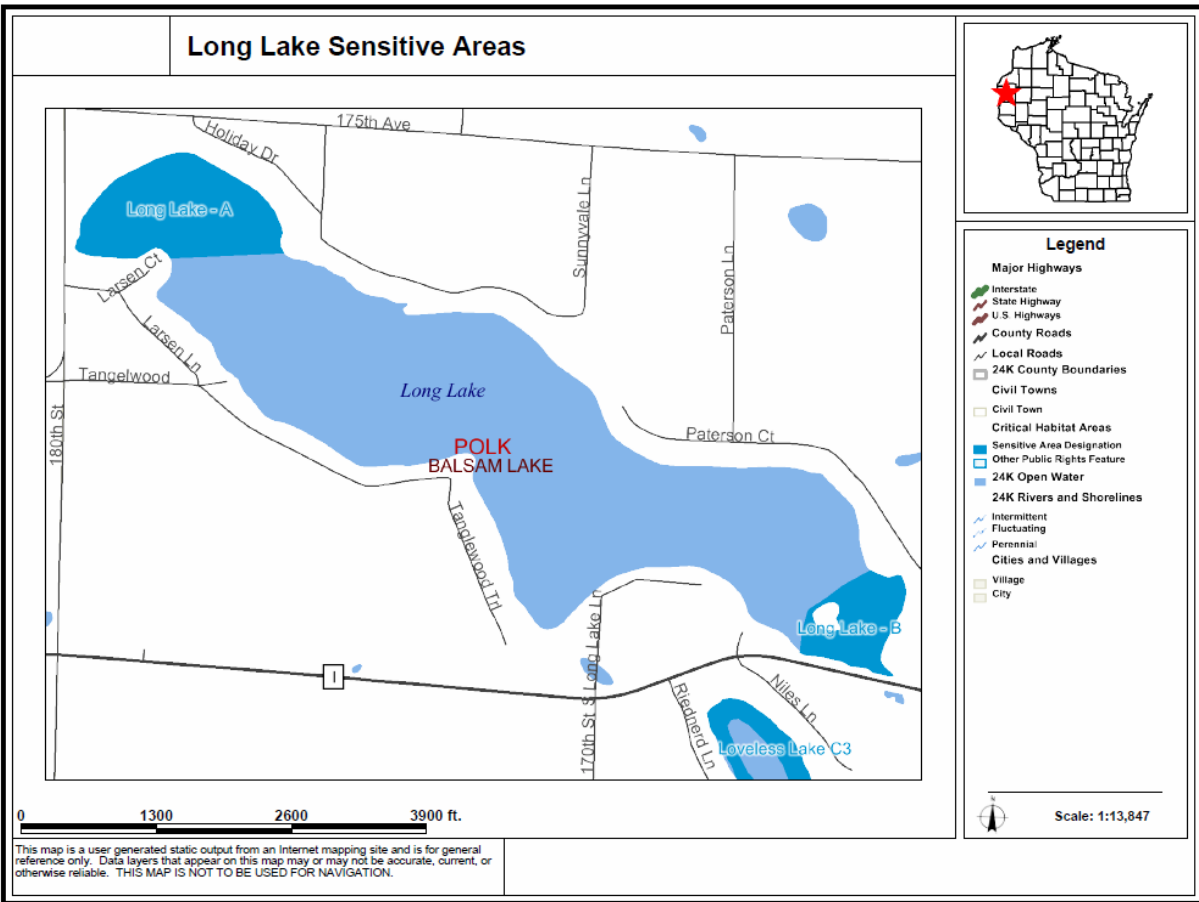 Long Lake Sensitive Areas
175th Ave
Holiday Dr
Long Lake - A
Larsen Ct
Larsen Ln
Tangelwood
180th St
Sunnyvale Ln
Paterson Ln
Long Lake
POLK
BALSAM LAKE
Paterson Ct
Tanglewood Trl
170th St S Long Lake Ln
Long Lake - B
I
Riednerd Ln
Niles Ln
Loveless Lake C3
0 1300 2600 3900 ft.
This map is a user generated static output from an Internet mapping site and is for general
reference only. Data layers that appear on this map may or may not be accurate, current, or
otherwise reliable. THIS MAP IS NOT TO BE USED FOR NAVIGATION.
Legend
Major Highways
Interstate
State Highway
U.S. Highways
County Roads
Local Roads
24K County Boundaries
Civil Towns
Civil Town
Critical Habitat Areas
Sensitive Area Designation
Other Public Rights Feature
24K Open Water
24K Rivers and Shorelines
Intermittent
Fluctuating
Perennial
Cities and Villages
Village
City
N
Scale: 1:13,847